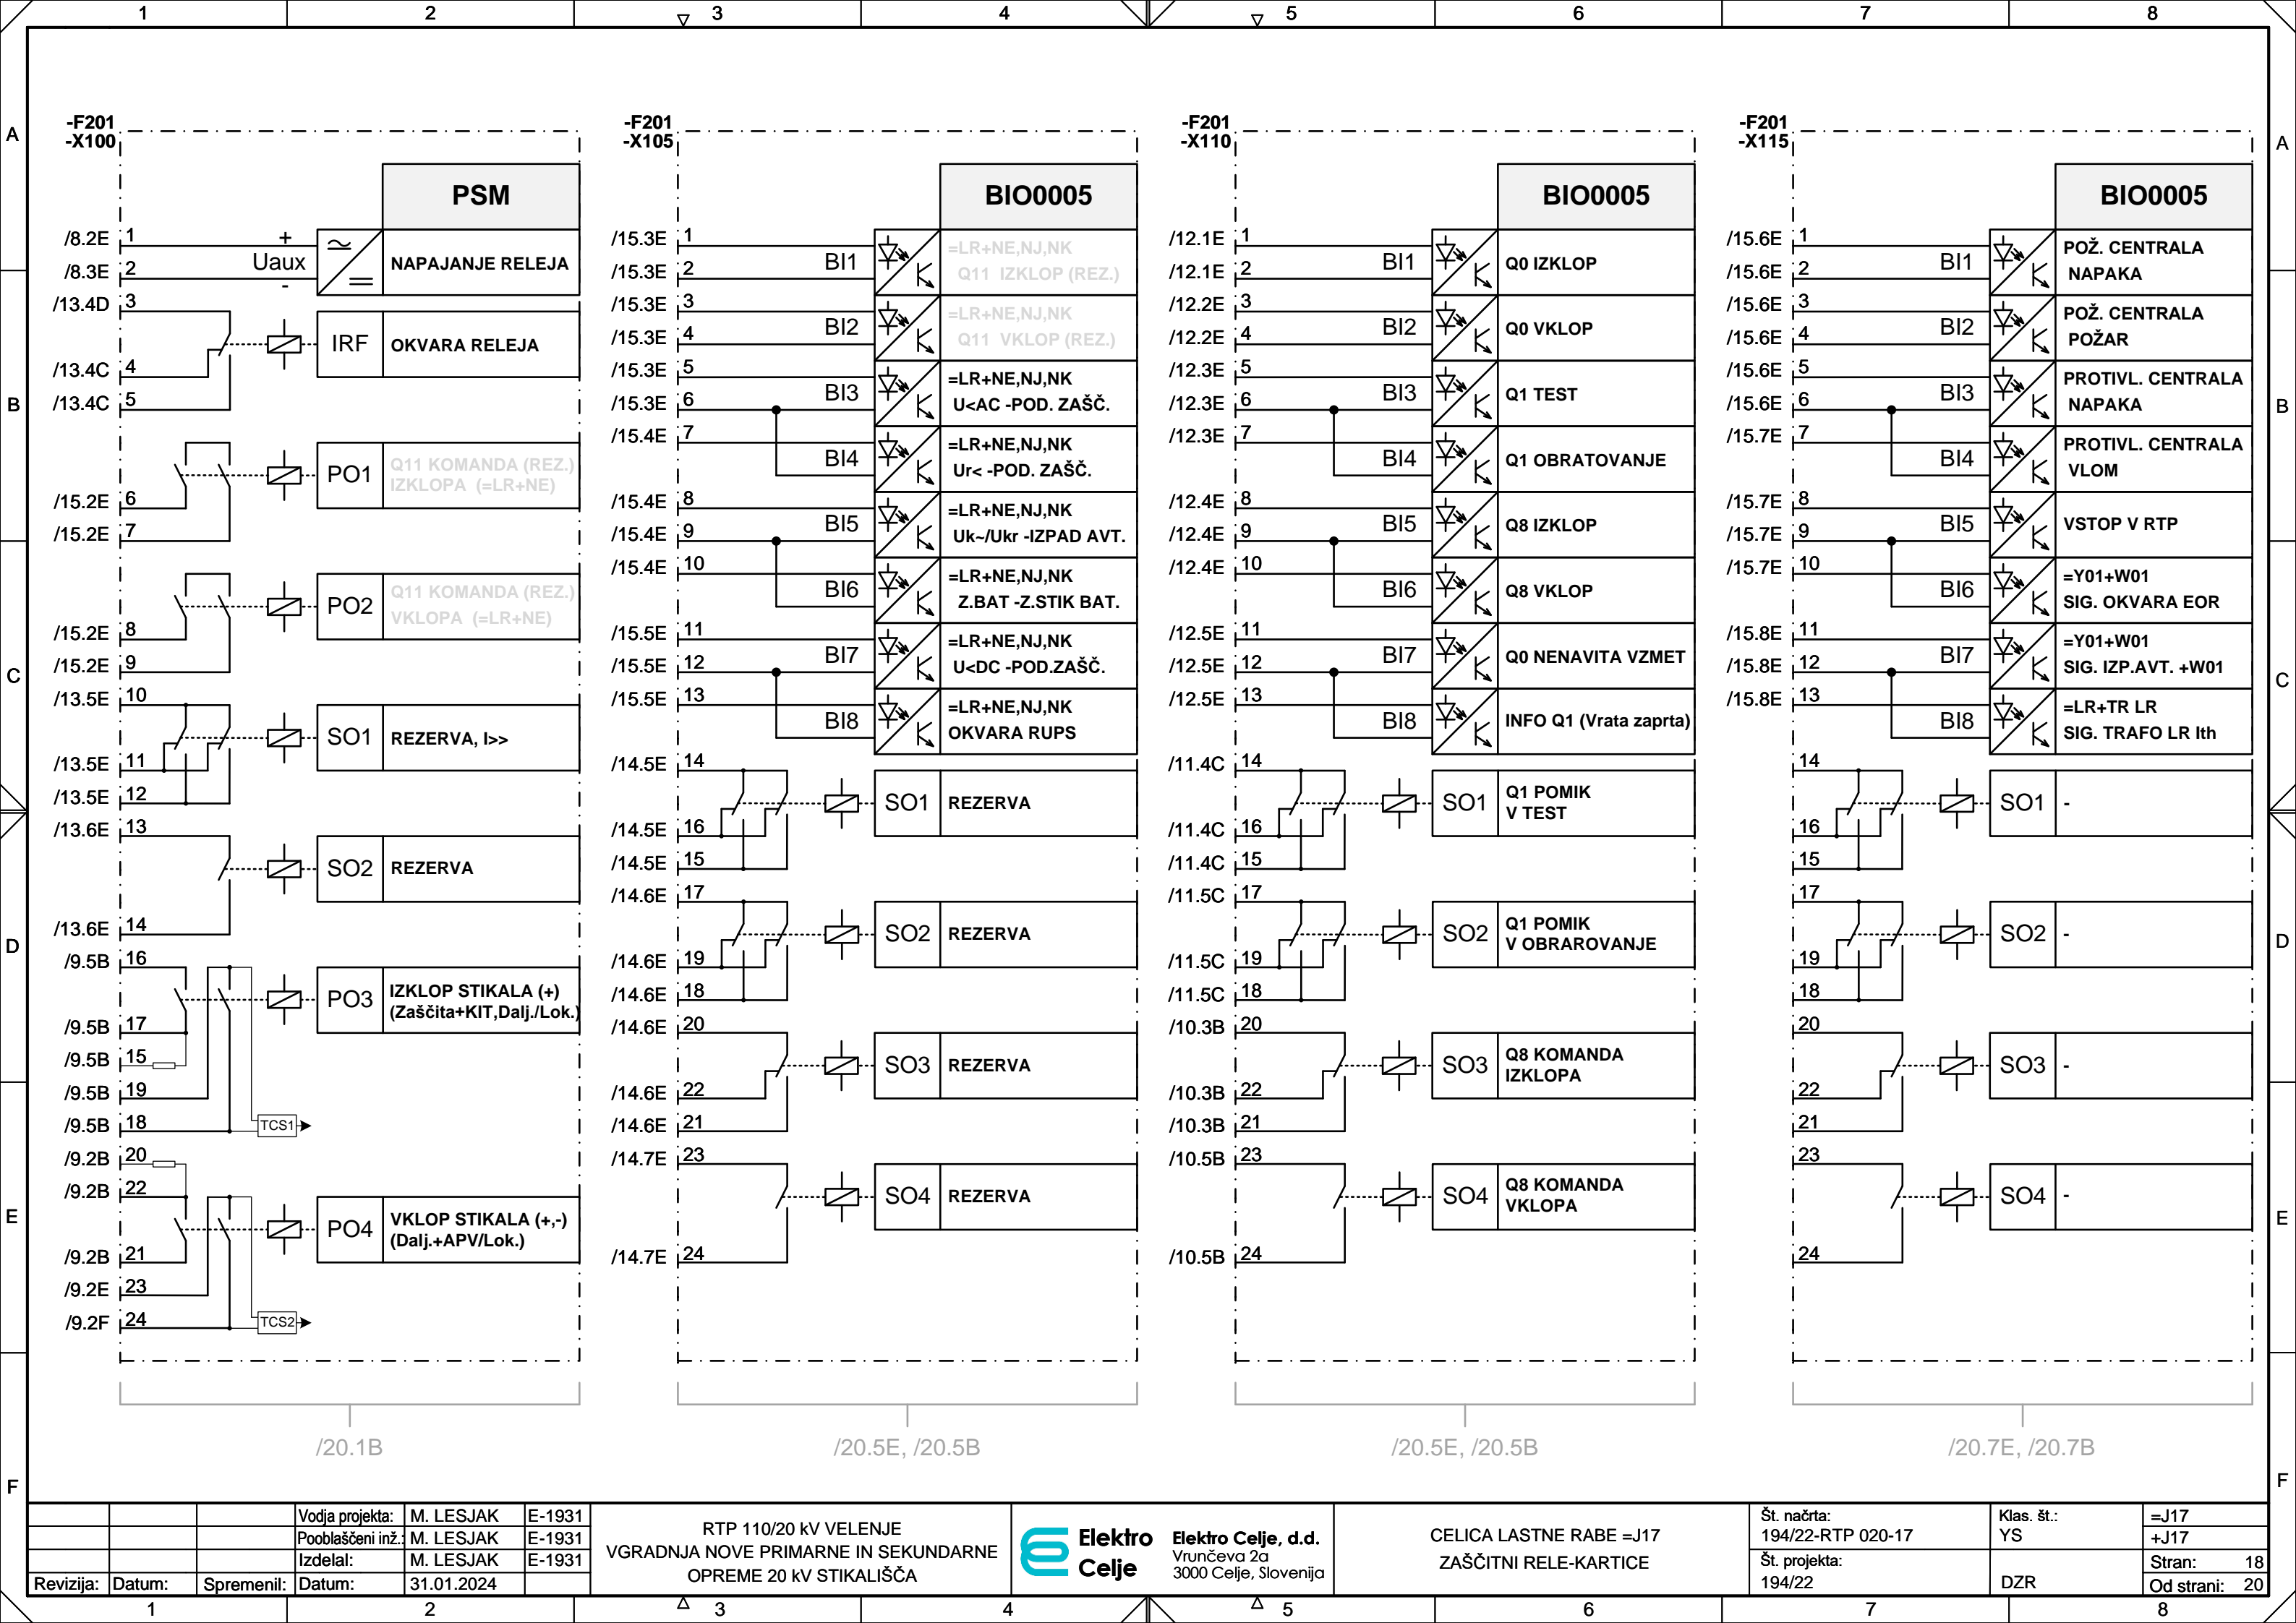 1 2 3 4 5 6 7 8
A A
B B
C C
D D
E E
F F
-F201
-X100
PSM
/8.2E 1 +
Uaux
/8.3E 2 -
NAPAJANJE RELEJA
/13.4D 3
/13.4C 4
/13.4C 5
IRF OKVARA RELEJA
PO1 Q11 KOMANDA (REZ.)
IZKLOPA (=LR+NE)
/15.2E 6
/15.2E 7
PO2 Q11 KOMANDA (REZ.)
VKLOPA (=LR+NE)
/15.2E 8
/15.2E 9
/13.5E 10
SO1 REZERVA, I>>
/13.5E 11
/13.5E 12
/13.6E 13
SO2 REZERVA
/13.6E 14
/9.5B 16
PO3 IZKLOP STIKALA (+)
(Zaščita+KIT,Dalj./Lok.)
/9.5B 17
/9.5B 15
/9.5B 19
/9.5B 18
TCS1
/9.2B 20
/9.2B 22
PO4 VKLOP STIKALA (+,-)
(Dalj.+APV/Lok.)
/9.2B 21
/9.2E 23
/9.2F 24
TCS2
/20.1B
-F201
-X105
BIO0005
/15.3E 1
/15.3E 2
BI1 =LR+NE,NJ,NK
Q11 IZKLOP (REZ.)
/15.3E 3
/15.3E 4
BI2 =LR+NE,NJ,NK
Q11 VKLOP (REZ.)
/15.3E 5
/15.3E 6
BI3 =LR+NE,NJ,NK
U<AC -POD. ZAŠČ.
/15.4E 7
BI4 =LR+NE,NJ,NK
Ur< -POD. ZAŠČ.
/15.4E 8
/15.4E 9
BI5 =LR+NE,NJ,NK
Uk~/Ukr -IZPAD AVT.
/15.4E 10
BI6 =LR+NE,NJ,NK
Z.BAT -Z.STIK BAT.
/15.5E 11
/15.5E 12
BI7 =LR+NE,NJ,NK
U<DC -POD.ZAŠČ.
/15.5E 13
BI8 =LR+NE,NJ,NK
OKVARA RUPS
/14.5E 14
SO1 REZERVA
/14.5E 16
/14.5E 15
/14.6E 17
SO2 REZERVA
/14.6E 19
/14.6E 18
/14.6E 20
SO3 REZERVA
/14.6E 22
/14.6E 21
/14.7E 23
SO4 REZERVA
/14.7E 24
/20.5E, /20.5B
-F201
-X110
BIO0005
/12.1E 1
/12.1E 2
BI1 Q0 IZKLOP
/12.2E 3
/12.2E 4
BI2 Q0 VKLOP
/12.3E 5
/12.3E 6
BI3 Q1 TEST
/12.3E 7
BI4 Q1 OBRATOVANJE
/12.4E 8
/12.4E 9
BI5 Q8 IZKLOP
/12.4E 10
BI6 Q8 VKLOP
/12.5E 11
/12.5E 12
BI7 Q0 NENAVITA VZMET
/12.5E 13
BI8 INFO Q1 (Vrata zaprta)
/11.4C 14
SO1 Q1 POMIK
V TEST
/11.4C 16
/11.4C 15
/11.5C 17
SO2 Q1 POMIK
V OBRAROVANJE
/11.5C 19
/11.5C 18
/10.3B 20
SO3 Q8 KOMANDA
IZKLOPA
/10.3B 22
/10.3B 21
/10.5B 23
SO4 Q8 KOMANDA
VKLOPA
/10.5B 24
/20.5E, /20.5B
-F201
-X115
BIO0005
/15.6E 1
/15.6E 2
BI1 POŽ. CENTRALA
NAPAKA
/15.6E 3
/15.6E 4
BI2 POŽ. CENTRALA
POŽAR
/15.6E 5
/15.6E 6
BI3 PROTIVL. CENTRALA
NAPAKA
/15.7E 7
BI4 PROTIVL. CENTRALA
VLOM
/15.7E 8
/15.7E 9
BI5 VSTOP V RTP
/15.7E 10
BI6 =Y01+W01
SIG. OKVARA EOR
/15.8E 11
/15.8E 12
BI7 =Y01+W01
SIG. IZP.AVT. +W01
/15.8E 13
BI8 =LR+TR LR
SIG. TRAFO LR Ith
14
SO1 -
16
15
17
SO2 -
19
18
20
SO3 -
22
21
23
SO4 -
24
/20.7E, /20.7B
Vodja projekta: M. LESJAK E-1931
Pooblaščeni inž.: M. LESJAK E-1931
Izdelal: M. LESJAK E-1931
Revizija: Datum: Spremenil: Datum: 31.01.2024
RTP 110/20 kV VELENJE
VGRADNJA NOVE PRIMARNE IN SEKUNDARNE
OPREME 20 kV STIKALIŠČA
Elektro
Celje
Elektro Celje, d.d.
Vrunčeva 2a
3000 Celje, Slovenija
CELICA LASTNE RABE =J17
ZAŠČITNI RELE-KARTICE
Št. načrta:
194/22-RTP 020-17
Št. projekta:
194/22
Klas. št.:
YS
DZR
=J17
+J17
Stran: 18
Od strani: 20
1 2 3 4 5 6 7 8